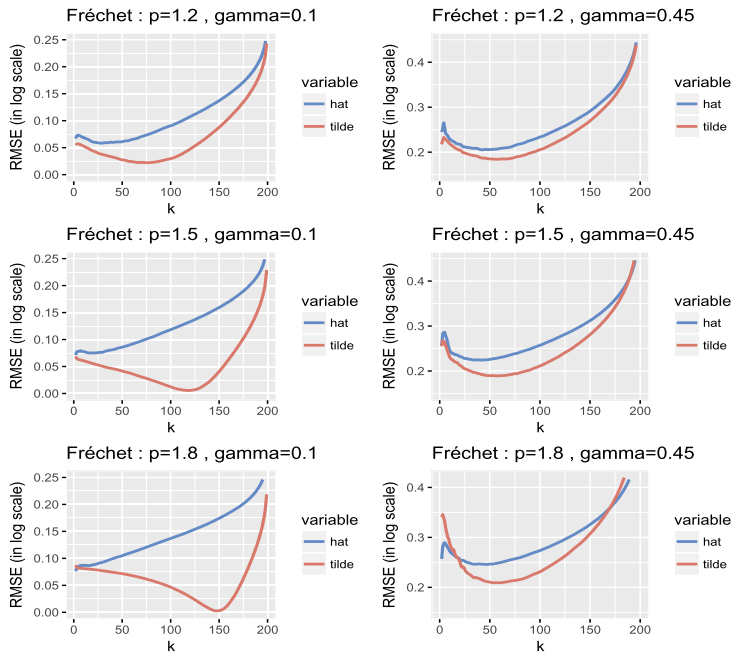 Fréchet : p=1.2 , gamma=0.1
RMSE (in log scale)
0.25
0.20
0.15
0.10
0.05
0.00
0 50 100 150 200
k
variable
hat
tilde
Fréchet : p=1.2 , gamma=0.45
RMSE (in log scale)
0.4
0.3
0.2
0 50 100 150 200
k
variable
hat
tilde
Fréchet : p=1.5 , gamma=0.1
RMSE (in log scale)
0.25
0.20
0.15
0.10
0.05
0.00
0 50 100 150 200
k
variable
hat
tilde
Fréchet : p=1.5 , gamma=0.45
RMSE (in log scale)
0.4
0.3
0.2
0 50 100 150 200
k
variable
hat
tilde
Fréchet : p=1.8 , gamma=0.1
RMSE (in log scale)
0.25
0.20
0.15
0.10
0.05
0.00
0 50 100 150 200
k
variable
hat
tilde
Fréchet : p=1.8 , gamma=0.45
RMSE (in log scale)
0.4
0.3
0.2
0 50 100 150 200
k
variable
hat
tilde